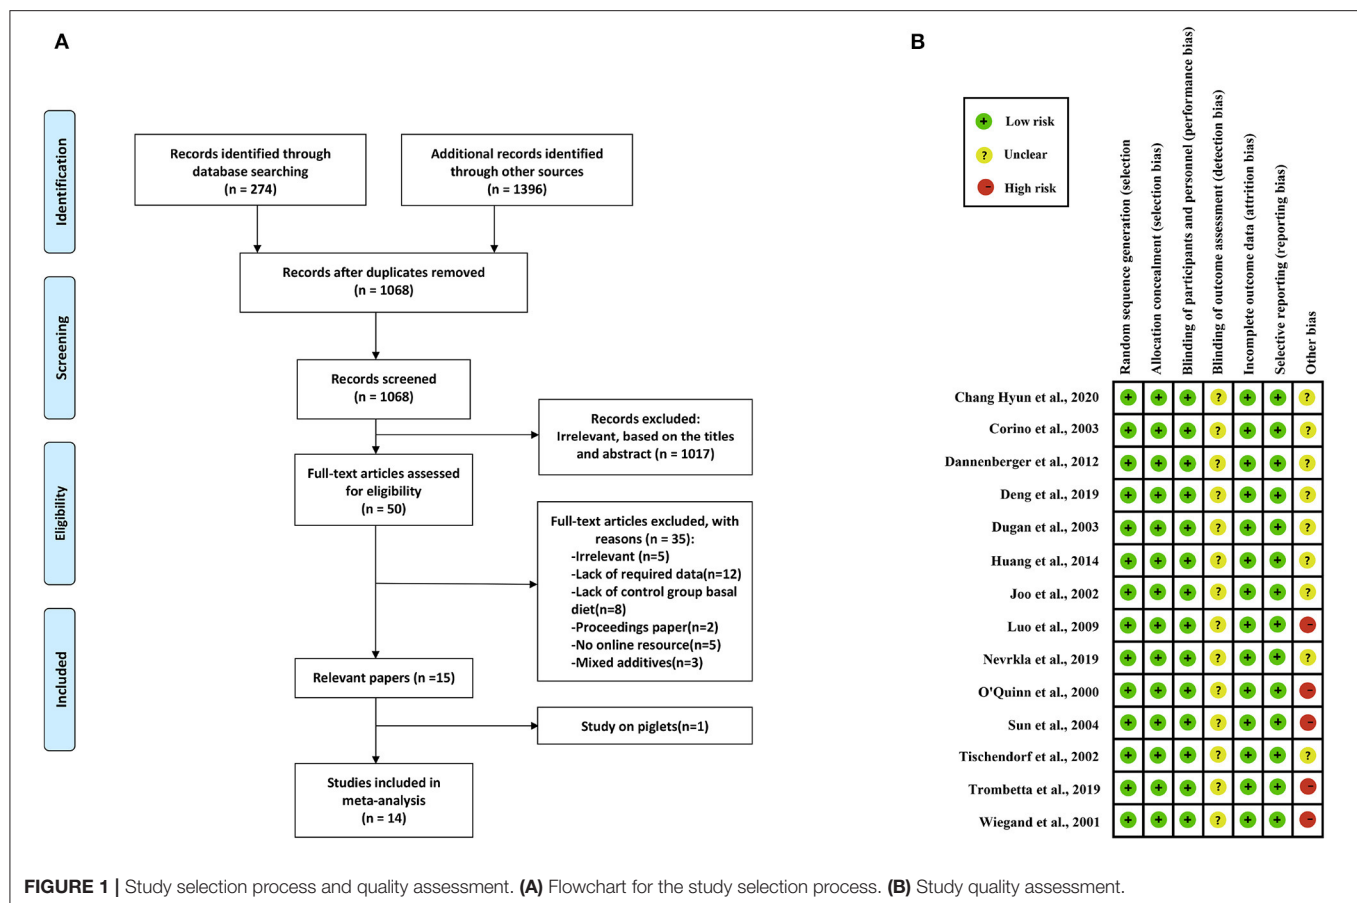 A
Identification
Screening
Eligibility
Included
Records identified through
database searching
(n = 274)
Additional records identified
through other sources
(n = 1396)
Records after duplicates removed
(n = 1068)
Records screened
(n = 1068)
Records excluded:
Irrelevant, based on the titles
and abstract (n = 1017)
Full-text articles assessed
for eligibility
(n = 50)
Full-text articles excluded, with
reasons (n = 35):
-Irrelevant (n=5)
-Lack of required data(n=12)
-Lack of control group basal
diet(n=8)
-Proceedings paper(n=2)
-No online resource(n=5)
-Mixed additives(n=3)
Relevant papers (n =15)
Study on piglets(n=1)
Studies included in
meta-analysis
(n = 14)
B
+ Low risk
? Unclear
- High risk
Random sequence generation (selection
Allocation concealment (selection bias)
Blinding of participants and personnel (performance bias)
Blinding of outcome assessment (detection bias)
Incomplete outcome data (attrition bias)
Selective reporting (reporting bias)
Other bias
Chang Hyun et al., 2020 + + + ? + + ?
Corino et al., 2003 + + + ? + + ?
Dannenberger et al., 2012 + + + ? + + ?
Deng et al., 2019 + + + ? + + ?
Dugan et al., 2003 + + + ? + + ?
Huang et al., 2014 + + + ? + + ?
Joo et al., 2002 + + + ? + + ?
Luo et al., 2009 + + + ? + + -
Nevrkla et al., 2019 + + + ? + + ?
O'Quinn et al., 2000 + + + ? + + -
Sun et al., 2004 + + + ? + + -
Tischendorf et al., 2002 + + + ? + + ?
Trombetta et al., 2019 + + + ? + + -
Wiegand et al., 2001 + + + ? + + -
FIGURE 1 | Study selection process and quality assessment. (A) Flowchart for the study selection process. (B) Study quality assessment.